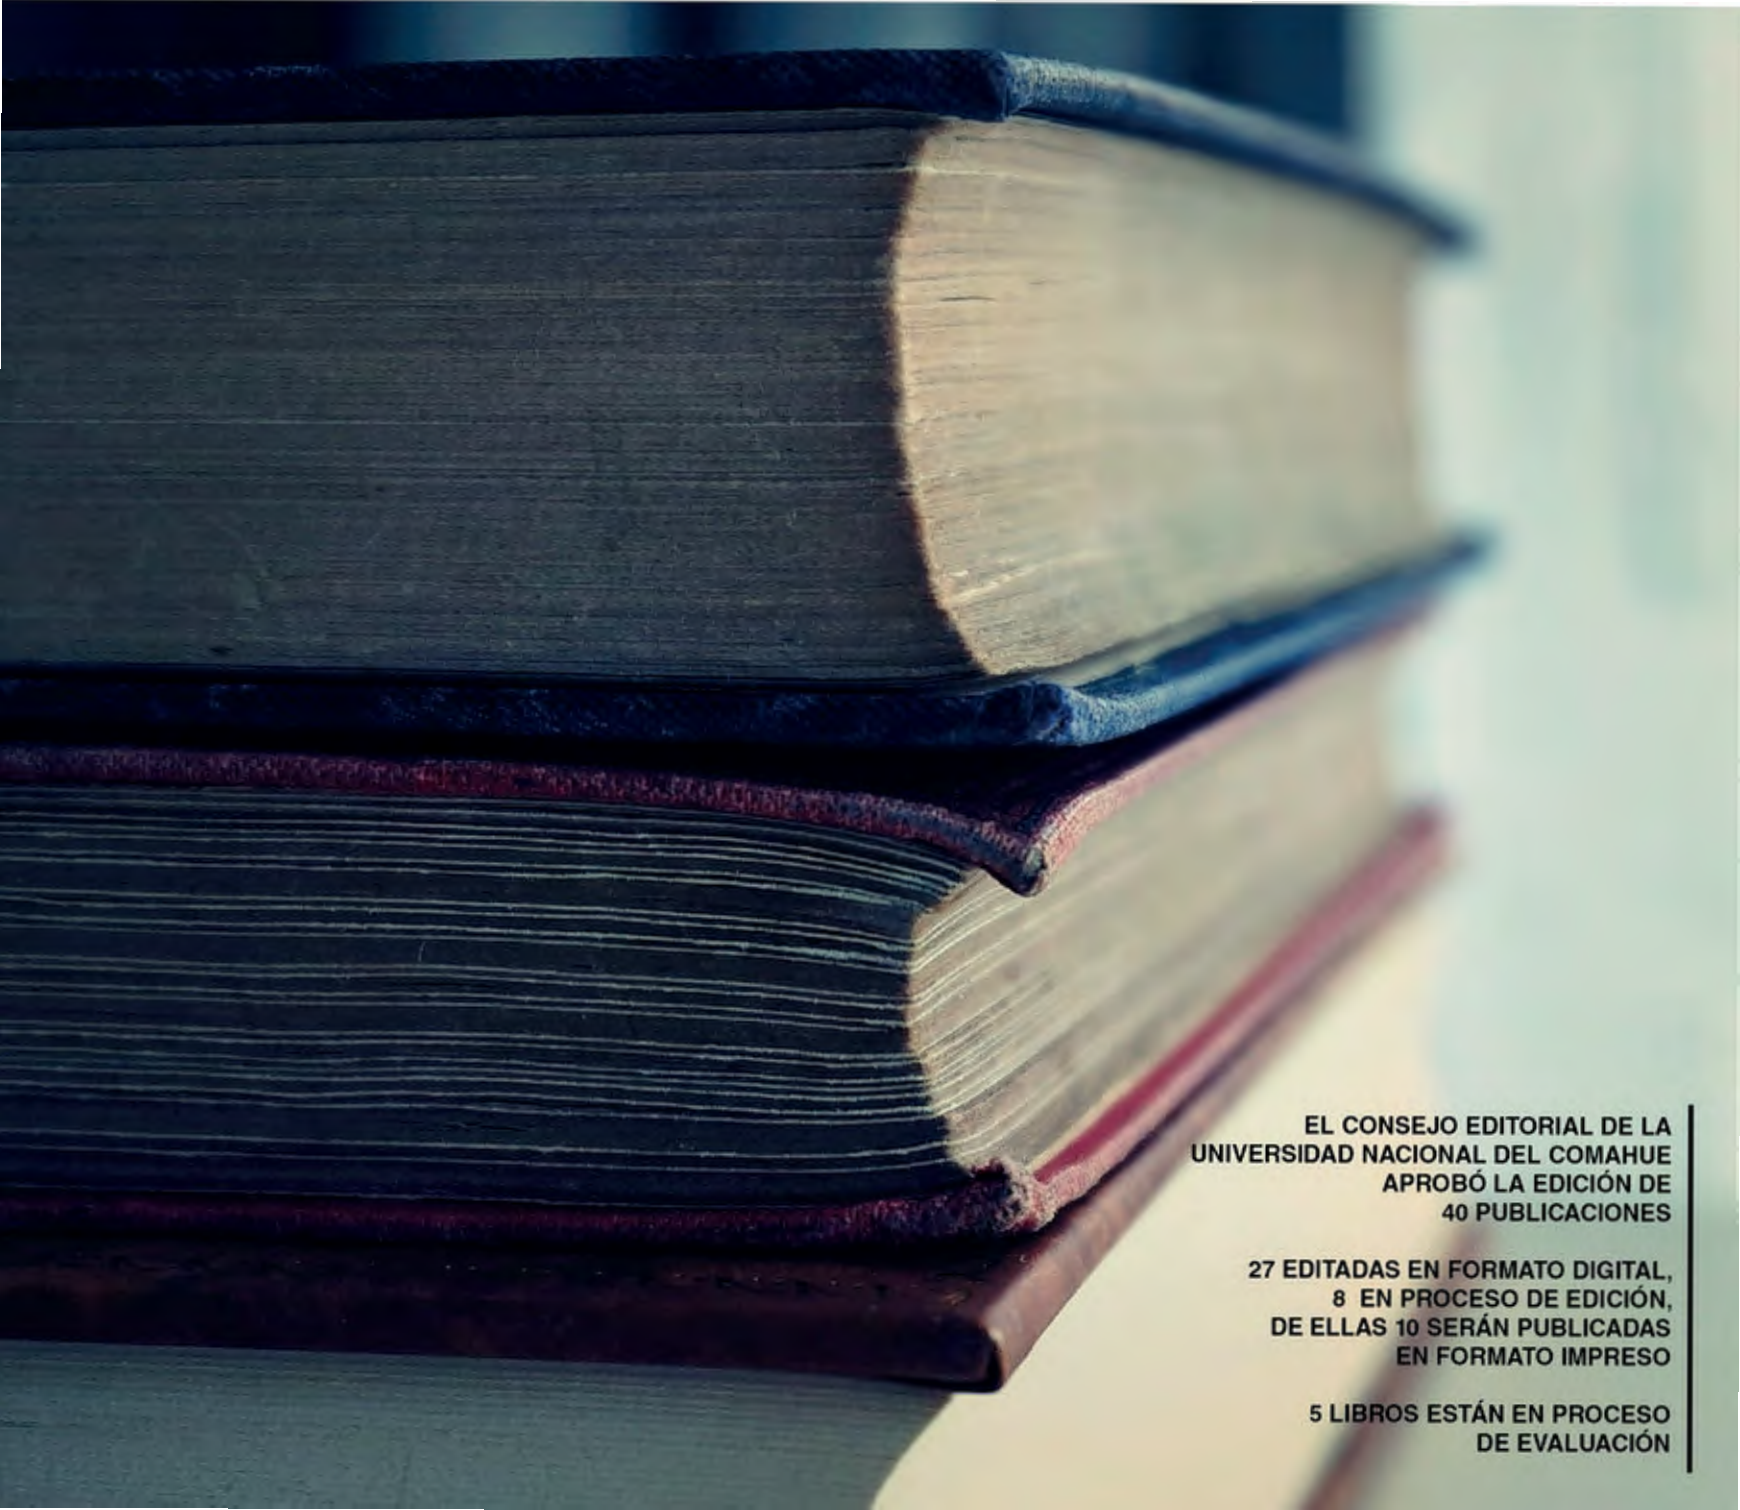 EL CONSEJO EDITORIAL DE LA
UNIVERSIDAD NACIONAL DEL COMAHUE
APROBÓ LA EDICIÓN DE
40 PUBLICACIONES
27 EDITADAS EN FORMATO DIGITAL,
8 EN PROCESO DE EDICIÓN,
DE ELLAS 10 SERÁN PUBLICADAS
EN FORMATO IMPRESO
5 LIBROS ESTÁN EN PROCESO
DE EVALUACIÓN